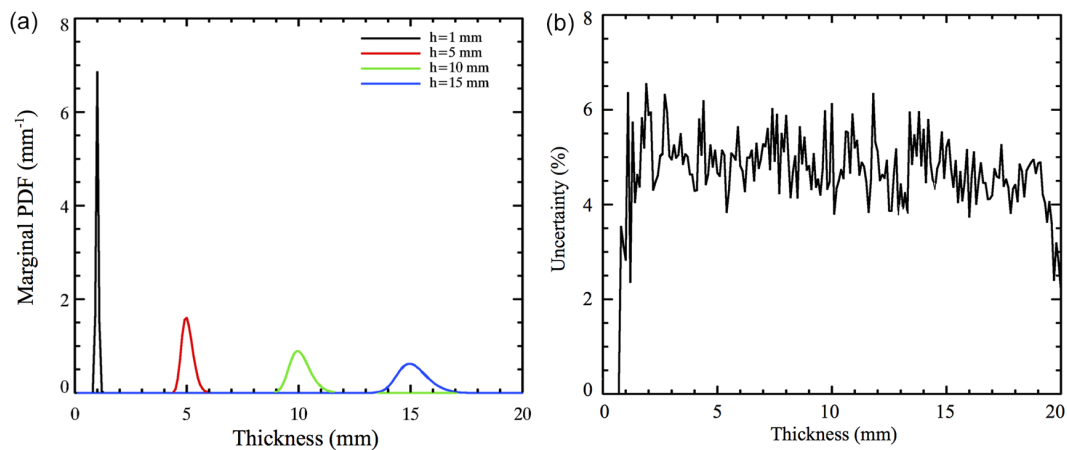 (a)
8
6
4
2
0
Marginal PDF (mm⁻¹)
h=1 mm
h=5 mm
h=10 mm
h=15 mm
0 5 10 15 20
Thickness (mm)
(b)
8
6
4
2
0
Uncertainty (%)
0 5 10 15 20
Thickness (mm)